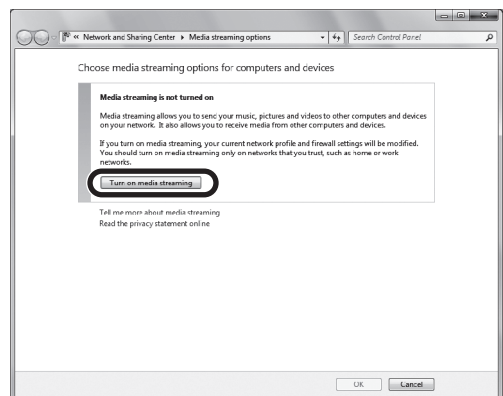 « Network and Sharing Center ▸ Media streaming options
Search Control Panel
Choose media streaming options for computers and devices
Media streaming is not turned on
Media streaming allows you to send your music, pictures and videos to other computers and devices
on your network. It also allows you to receive media from other computers and devices.
If you turn on media streaming, your current network profile and firewall settings will be modified.
You should turn on media streaming only on networks that you trust, such as home or work
networks.
Turn on media streaming
Tell me more about media streaming
Read the privacy statement online
OK
Cancel